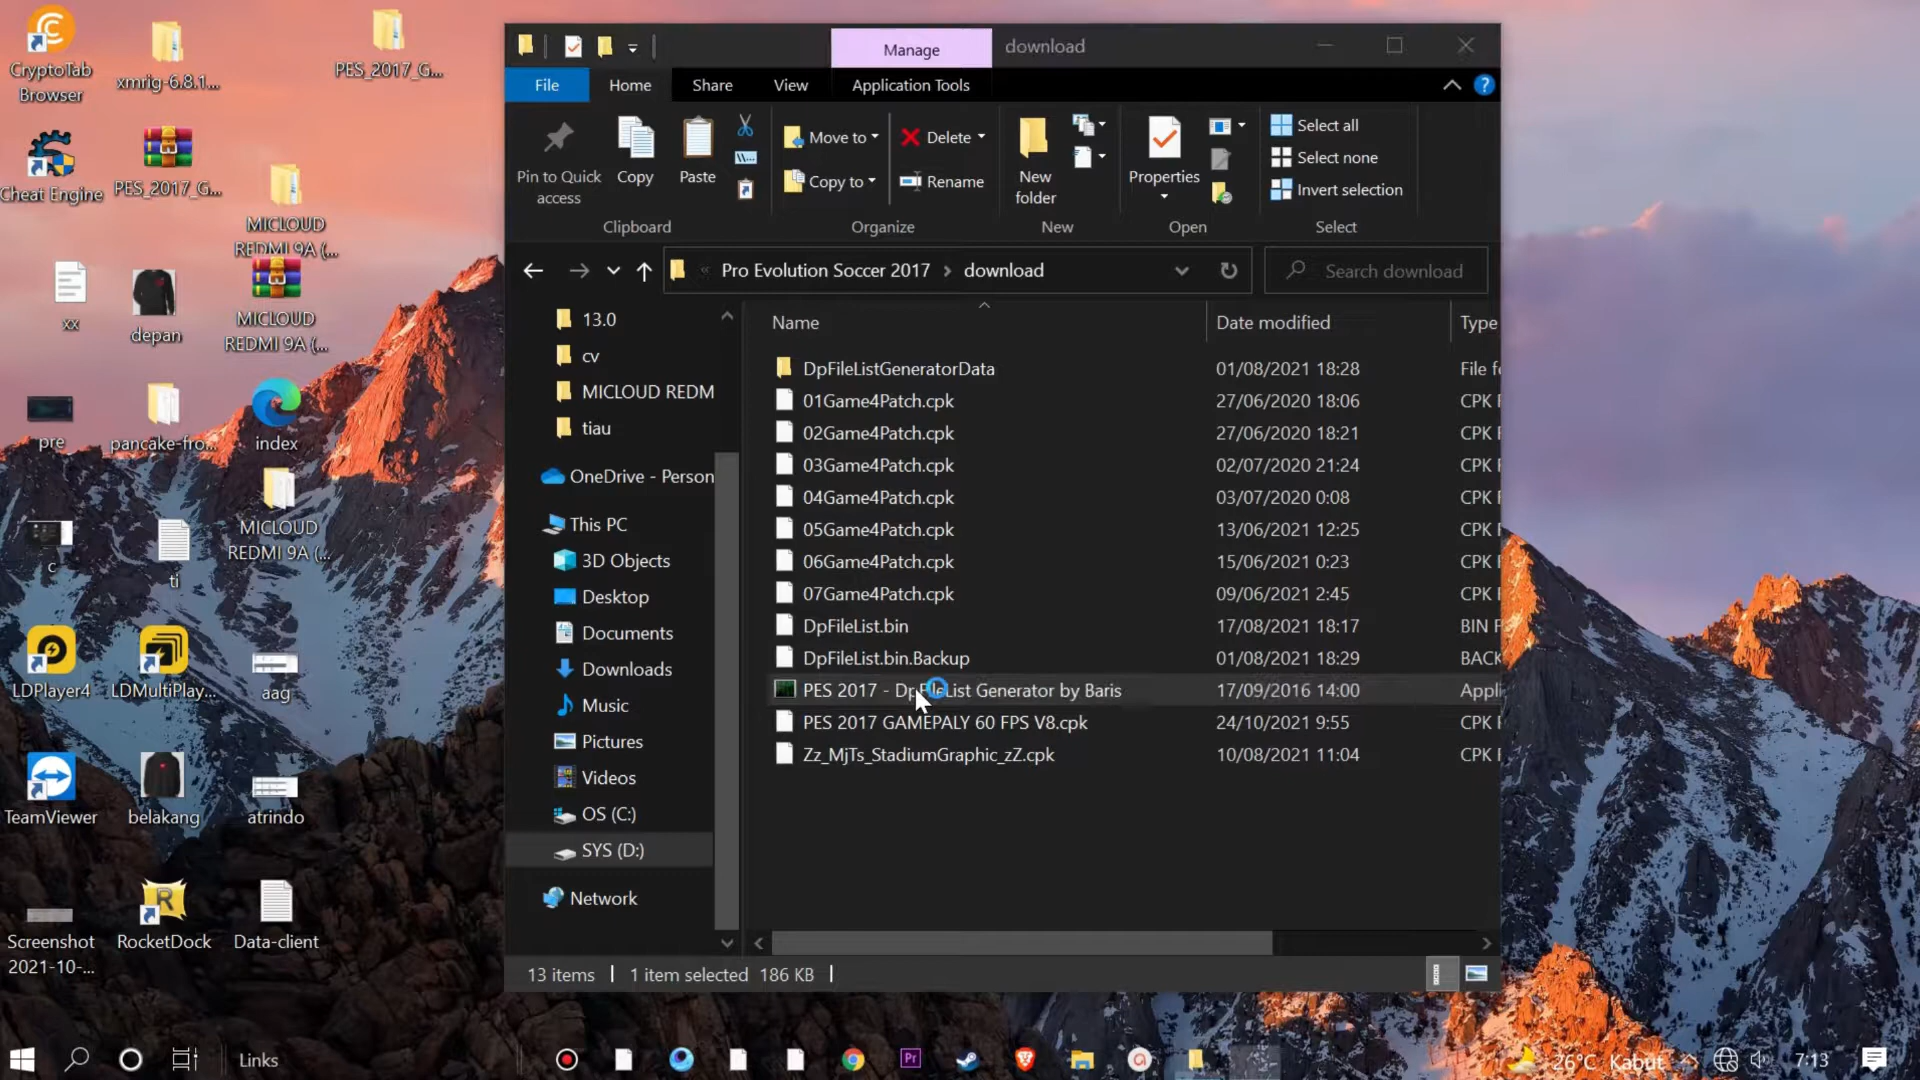 CryptoTab
Browser
xmrig-6.8.1...
PES_2017_G...
Cheat Engine
PES_2017_G...
MICLOUD
REDMI 9A (...
xx
depan
MICLOUD
REDMI 9A (...
pre
pancake-fro...
index
c
ti
MICLOUD
REDMI 9A (...
LDPlayer4
LDMultiPlay...
aag
TeamViewer
belakang
atrindo
Screenshot
2021-10-...
RocketDock
Data-client
Manage
download
File
Home
Share
View
Application Tools
Pin to Quick
access
Copy
Paste
Move to
Copy to
Delete
Rename
New
folder
Properties
Select all
Select none
Invert selection
Clipboard
Organize
New
Open
Select
« Pro Evolution Soccer 2017 > download
Search download
13.0
cv
MICLOUD REDM
tiau
OneDrive - Person
This PC
3D Objects
Desktop
Documents
Downloads
Music
Pictures
Videos
OS (C:)
SYS (D:)
Network
Name
Date modified
Type
DpFileListGeneratorData 01/08/2021 18:28 File f
01Game4Patch.cpk 27/06/2020 18:06 CPK F
02Game4Patch.cpk 27/06/2020 18:21 CPK F
03Game4Patch.cpk 02/07/2020 21:24 CPK F
04Game4Patch.cpk 03/07/2020 0:08 CPK F
05Game4Patch.cpk 13/06/2021 12:25 CPK F
06Game4Patch.cpk 15/06/2021 0:23 CPK F
07Game4Patch.cpk 09/06/2021 2:45 CPK F
DpFileList.bin 17/08/2021 18:17 BIN F
DpFileList.bin.Backup 01/08/2021 18:29 BACK
PES 2017 - DpFileList Generator by Baris 17/09/2016 14:00 Appli
PES 2017 GAMEPALY 60 FPS V8.cpk 24/10/2021 9:55 CPK F
Zz_MjTs_StadiumGraphic_zZ.cpk 10/08/2021 11:04 CPK F
13 items
1 item selected 186 KB
Links
Pr
26°C Kabut
7:13